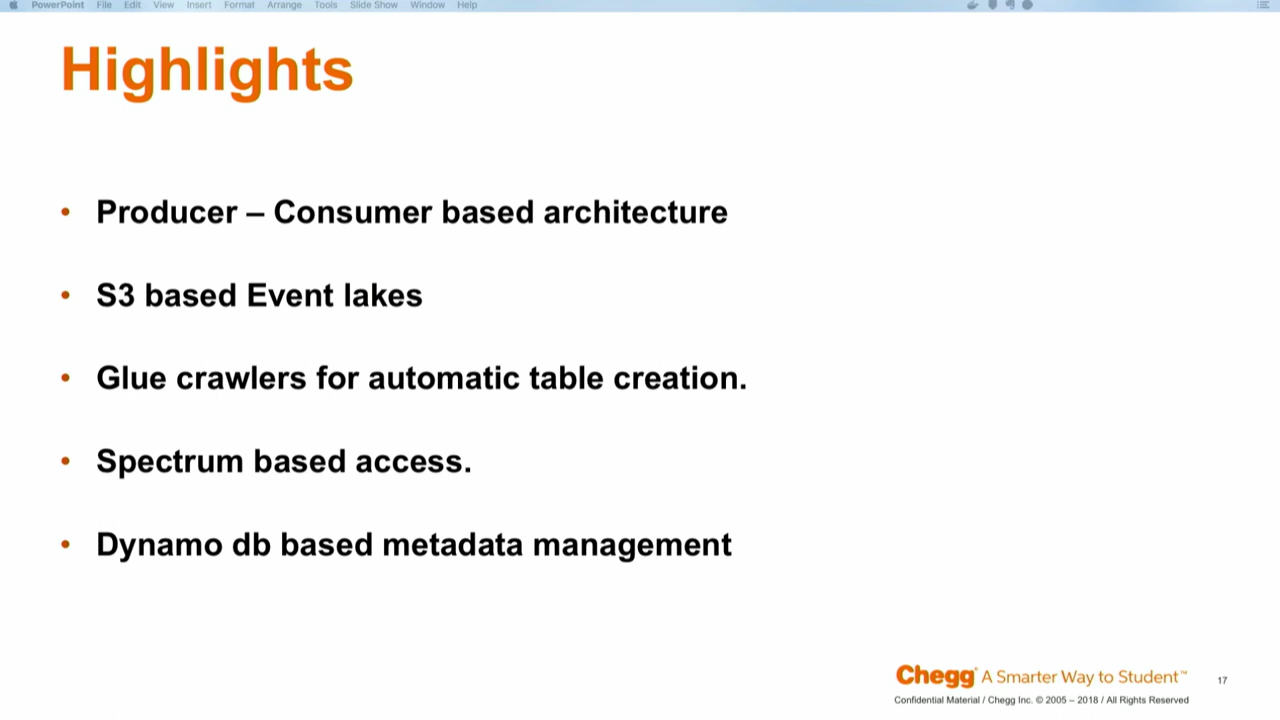 PowerPoint File Edit View Insert Format Arrange Tools Slide Show Window Help
Highlights
• Producer – Consumer based architecture
• S3 based Event lakes
• Glue crawlers for automatic table creation.
• Spectrum based access.
• Dynamo db based metadata management
Chegg® A Smarter Way to Student™
17
Confidential Material / Chegg Inc. © 2005 – 2018 / All Rights Reserved